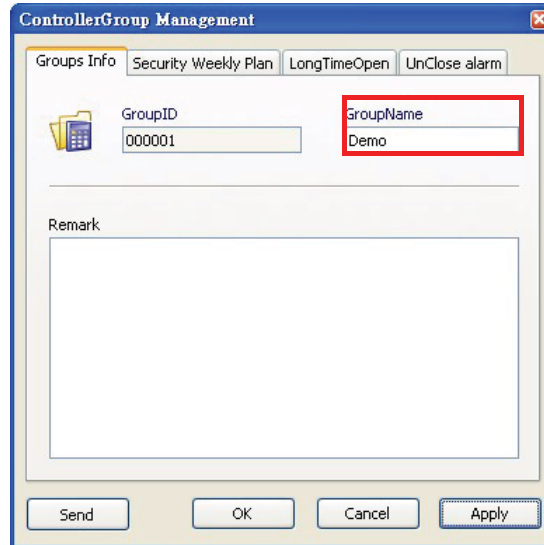 ControllerGroup Management
Groups Info Security Weekly Plan LongTimeOpen UnClose alarm
GroupID GroupName
000001 Demo
Remark
Send OK Cancel Apply